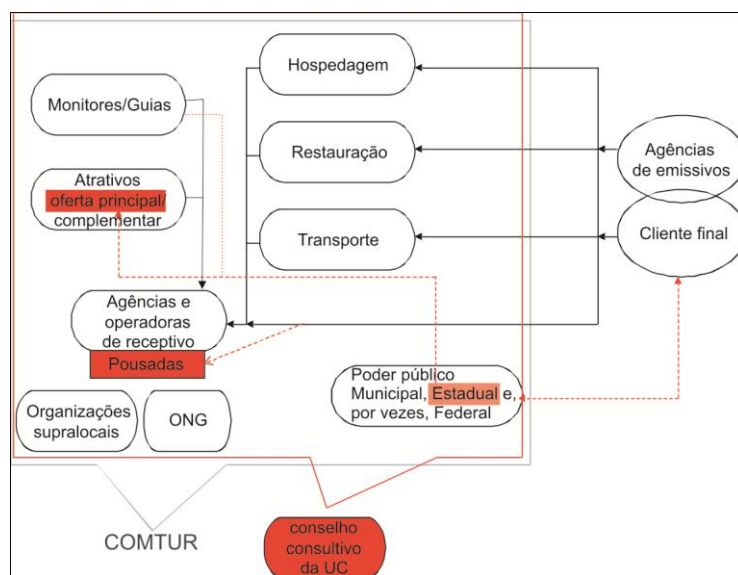 Hospedagem
Monitores/Guias
Restauração
Agências
de emissivos
Atrativos
oferta principal/
complementar
Transporte
Cliente final
Agências e
operadoras
de receptivo
Pousadas
Poder público
Municipal, Estadual e,
por vezes, Federal
Organizações
supralocais
ONG
COMTUR
conselho
consultivo
da UC